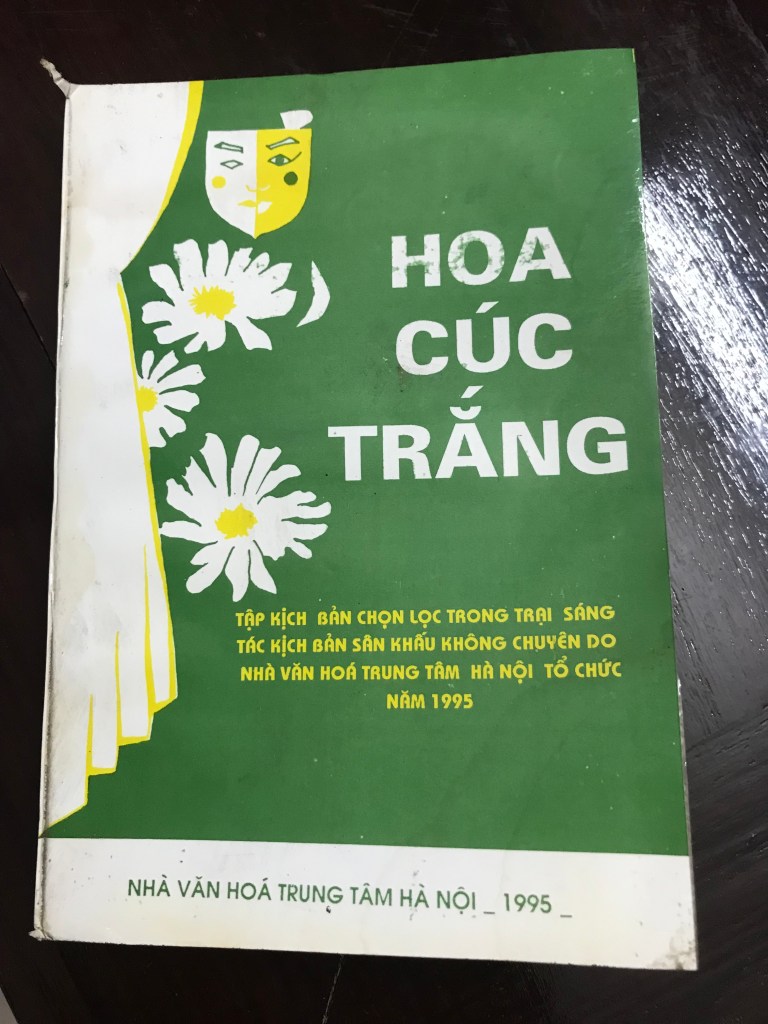 HOA
CÚC
TRẮNG
TẬP KỊCH BẢN CHỌN LỌC TRONG TRẠI SÁNG
TÁC KỊCH BẢN SÂN KHẤU KHÔNG CHUYÊN DO
NHÀ VĂN HOÁ TRUNG TÂM HÀ NỘI TỔ CHỨC
NĂM 1995
NHÀ VĂN HOÁ TRUNG TÂM HÀ NỘI _ 1995 _